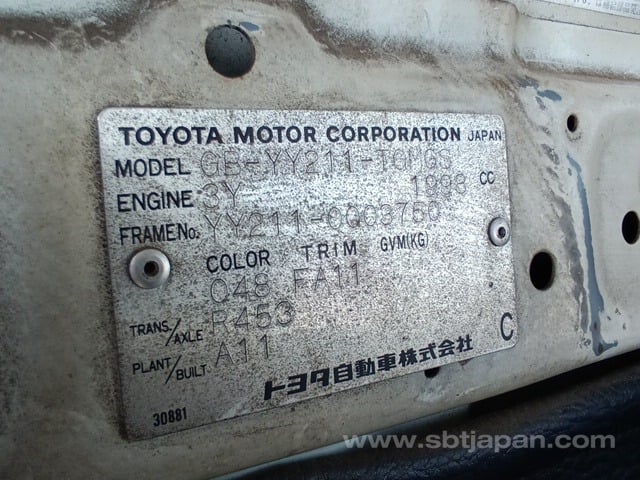 TOYOTA MOTOR CORPORATION JAPAN
MODEL GB-YY211-TQMGS
ENGINE 3Y 1998 CC
FRAME No. YY211-0003760
COLOR TRIM GVM(KG)
048 FA11
TRANS/AXLE R453
PLANT/BUILT A11
C
トヨタ自動車株式会社
30881
www.sbtjapan.com